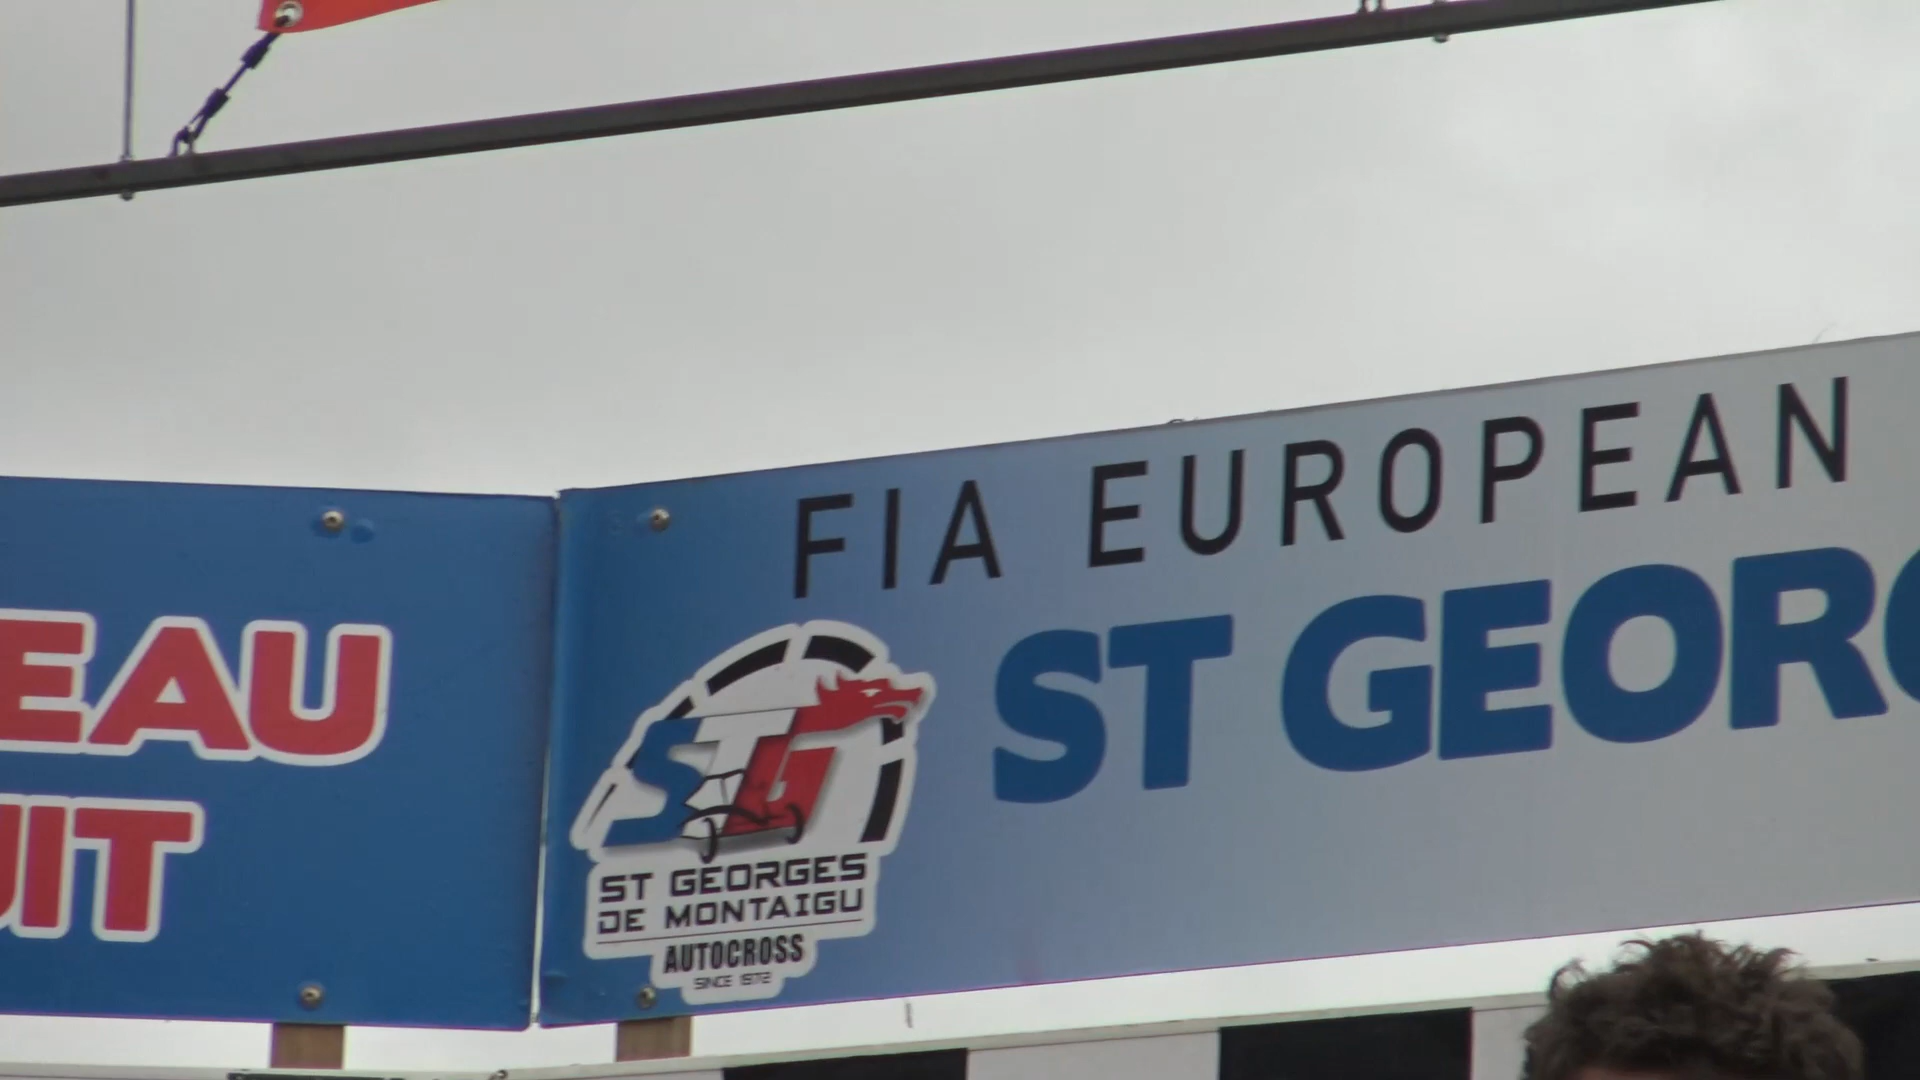 EAU
UIT
FIA EUROPEAN
ST GEORG
STG
ST GEORGES
DE MONTAIGU
AUTOCROSS
SINCE 1972